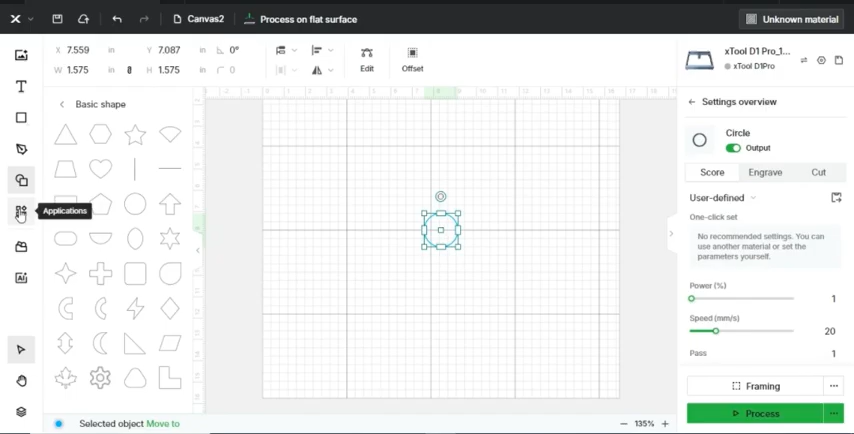 Canvas2
Process on flat surface
Unknown material
X 7.559 in Y 7.087 in 0°
W 1.575 in H 1.575 in 0
Edit
Offset
xTool D1 Pro_1...
xTool D1Pro
Basic shape
Settings overview
Circle
Output
Score Engrave Cut
User-defined
One-click set
No recommended settings. You can
use another material or set the
parameters yourself.
Power (%)
1
Speed (mm/s)
20
Pass 1
Applications
Ai
Framing
Process
Selected object Move to
135%